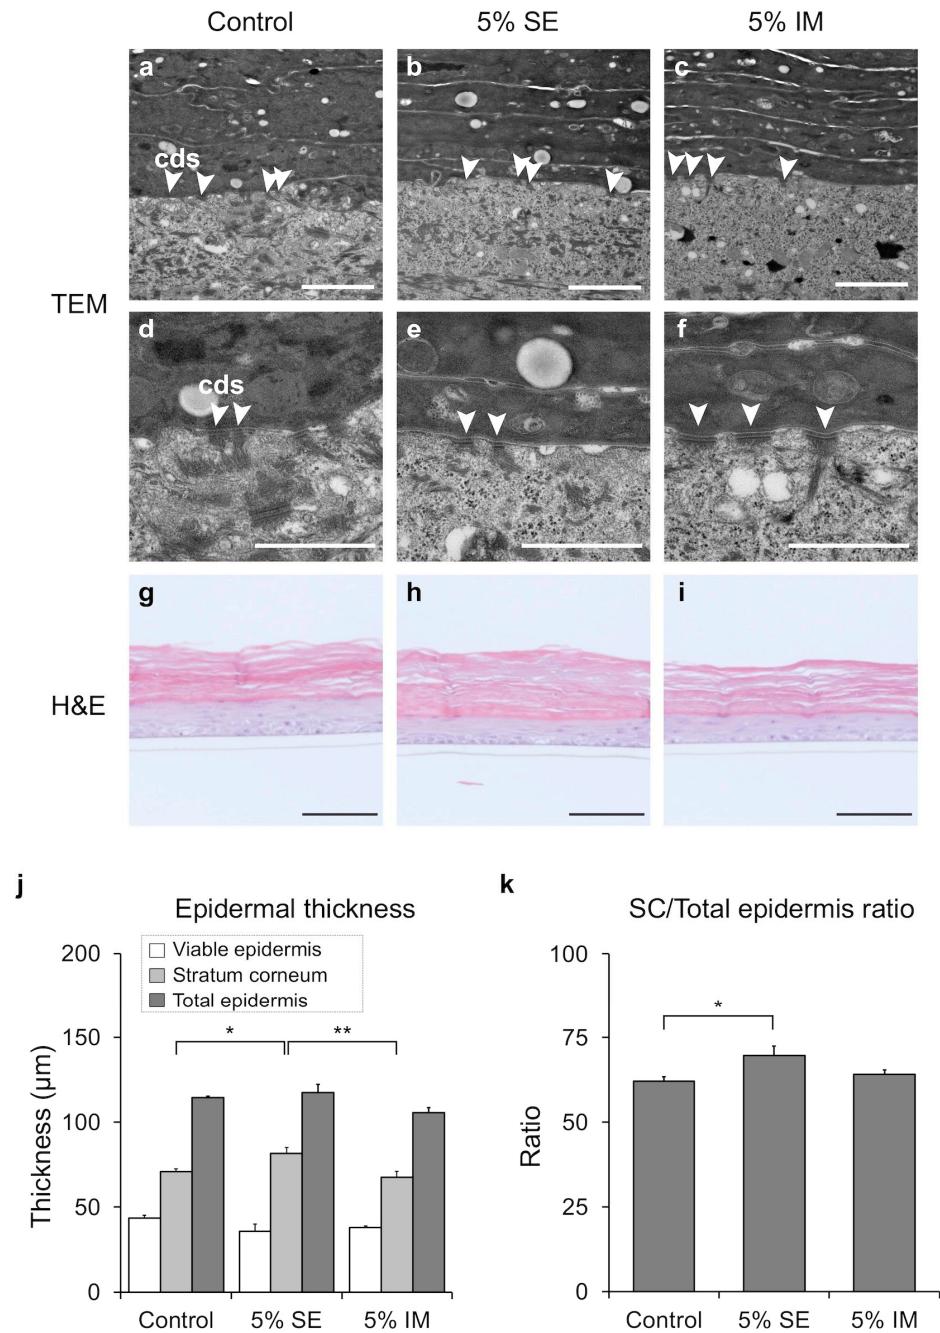 Control 5% SE 5% IM
a b c
cds
TEM
d e f
cds
g h i
H&E
j
Epidermal thickness
Viable epidermis
Stratum corneum
Total epidermis
* **
200
150
100
50
0
Thickness (µm)
Control 5% SE 5% IM
k
SC/Total epidermis ratio
*
100
75
50
25
0
Ratio
Control 5% SE 5% IM